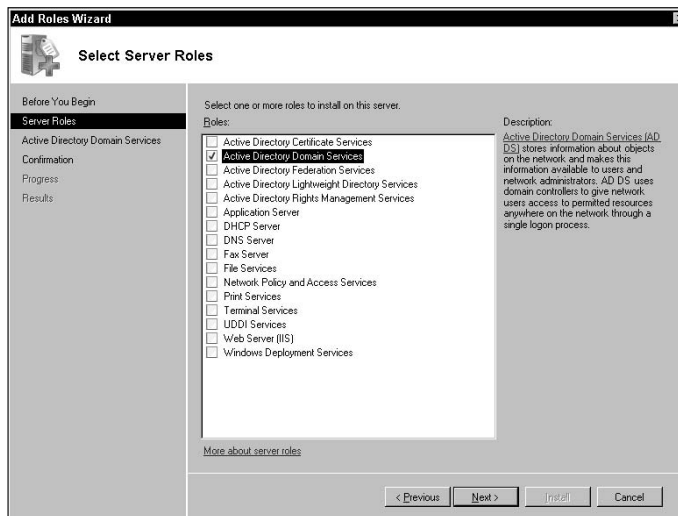 Add Roles Wizard
Select Server Roles
Before You Begin
Server Roles
Active Directory Domain Services
Confirmation
Progress
Results
Select one or more roles to install on this server.
Roles:
Active Directory Certificate Services
Active Directory Domain Services
Active Directory Federation Services
Active Directory Lightweight Directory Services
Active Directory Rights Management Services
Application Server
DHCP Server
DNS Server
Fax Server
File Services
Network Policy and Access Services
Print Services
Terminal Services
UDDI Services
Web Server (IIS)
Windows Deployment Services
More about server roles
Description:
Active Directory Domain Services (AD
DS) stores information about objects
on the network and makes this
information available to users and
network administrators. AD DS uses
domain controllers to give network
users access to permitted resources
anywhere on the network through a
single logon process.
< Previous
Next >
Install
Cancel